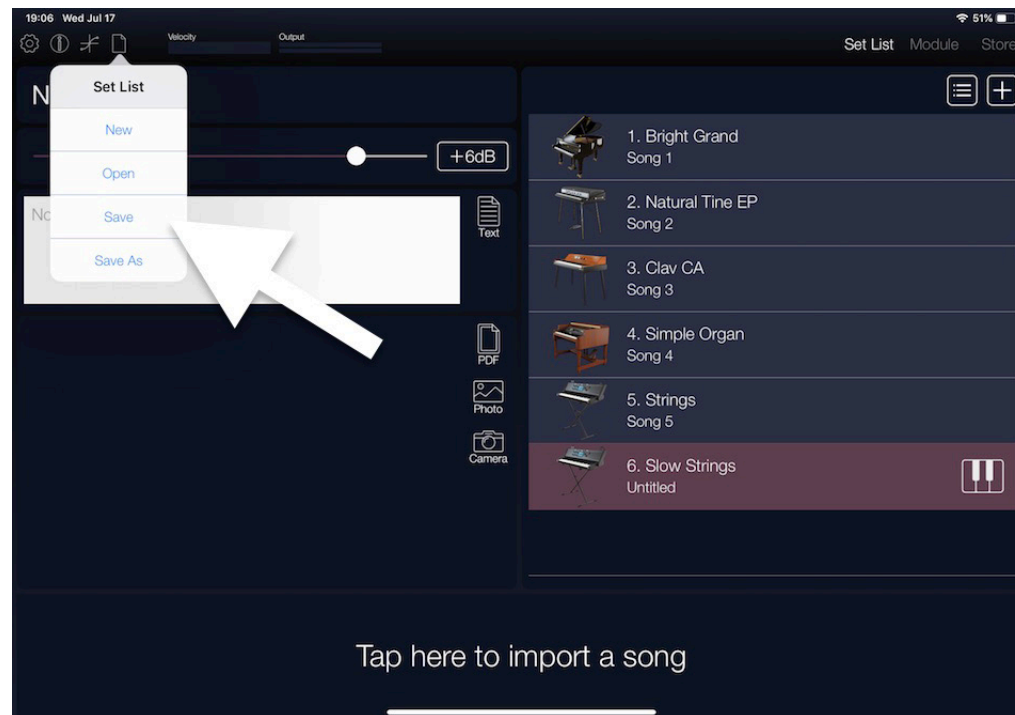 19:06 Wed Jul 17
51%
Velocity
Output
Set List Module Store
Set List
New
Open
Save
Save As
N
+6dB
No
Text
PDF
Photo
Camera
1. Bright Grand
Song 1
2. Natural Tine EP
Song 2
3. Clav CA
Song 3
4. Simple Organ
Song 4
5. Strings
Song 5
6. Slow Strings
Untitled
Tap here to import a song